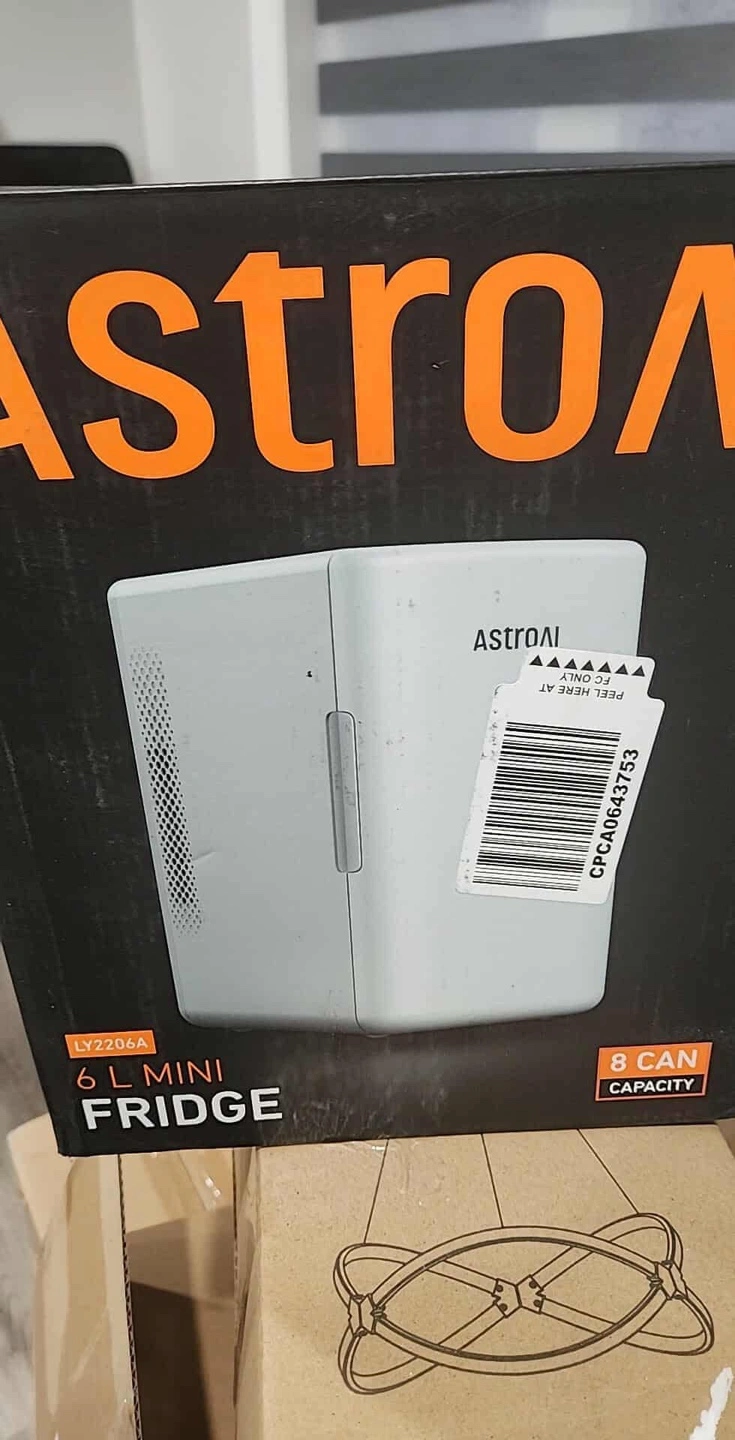 AstroA
AstroAI
PEEL HERE AT
FC ONLY
CPCA0643753
LY2206A
6 L MINI
FRIDGE
8 CAN
CAPACITY